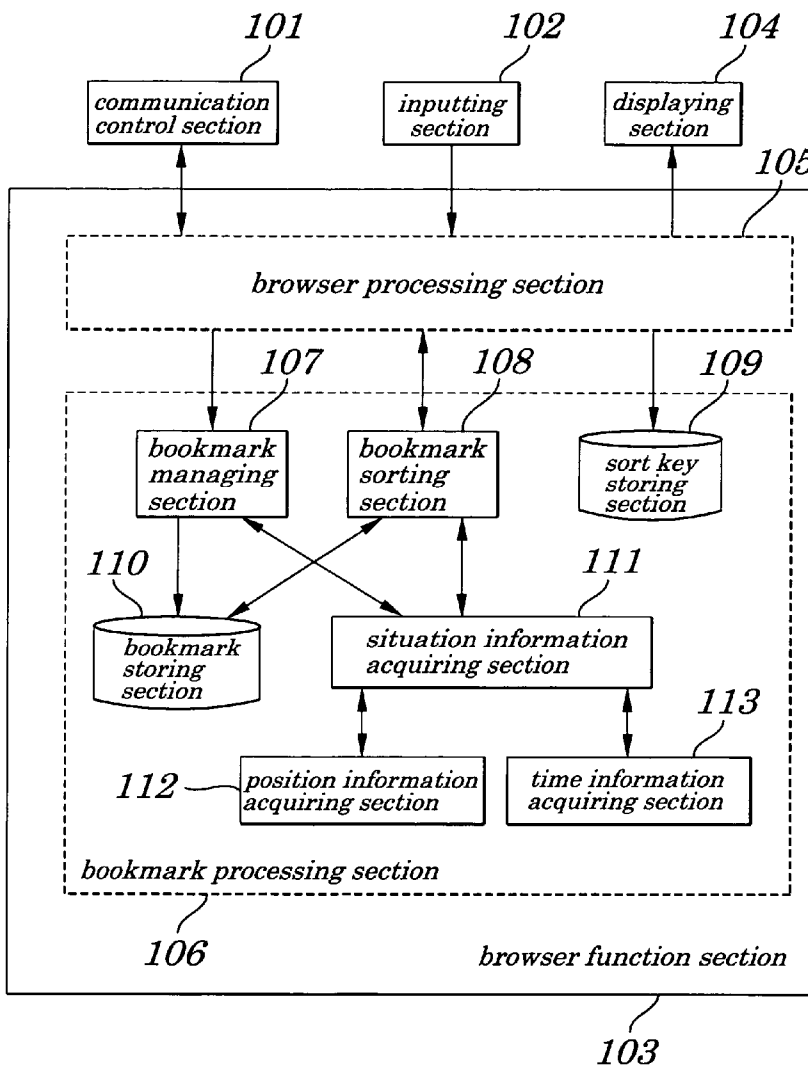 101
102
104
communication
control section
inputting
section
displaying
section
105
browser processing section
107
108
109
bookmark
managing
section
bookmark
sorting
section
sort key
storing
section
110
111
bookmark
storing
section
situation information
acquiring section
113
112
position information
acquiring section
time information
acquiring section
bookmark processing section
106
browser function section
103